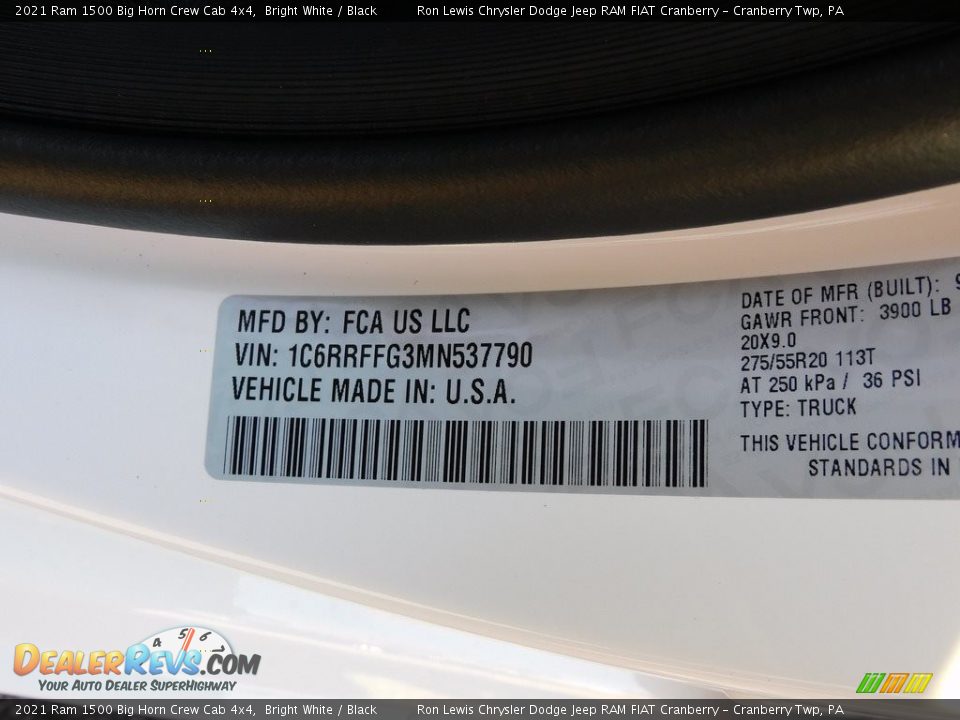 2021 Ram 1500 Big Horn Crew Cab 4x4, Bright White / Black Ron Lewis Chrysler Dodge Jeep RAM FIAT Cranberry - Cranberry Twp, PA
MFD BY: FCA US LLC
VIN: 1C6RRFFG3MN537790
VEHICLE MADE IN: U.S.A.
DATE OF MFR (BUILT): 9
GAWR FRONT: 3900 LB
20X9.0
275/55R20 113T
AT 250 kPa / 36 PSI
TYPE: TRUCK
THIS VEHICLE CONFORM
STANDARDS IN
4 5 6
DEALERREVS.COM
YOUR AUTO DEALER SUPERHIGHWAY
2021 Ram 1500 Big Horn Crew Cab 4x4, Bright White / Black Ron Lewis Chrysler Dodge Jeep RAM FIAT Cranberry - Cranberry Twp, PA